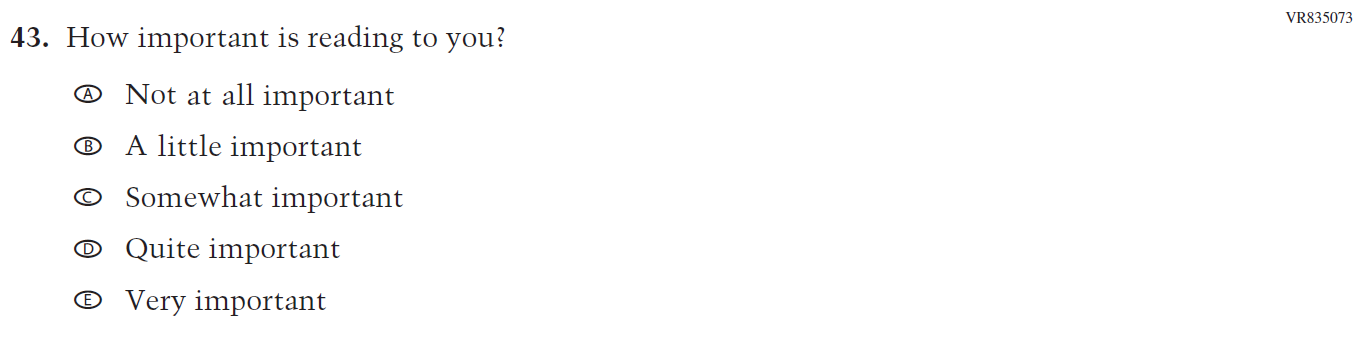 VR835073
43. How important is reading to you?
A Not at all important
B A little important
C Somewhat important
D Quite important
E Very important